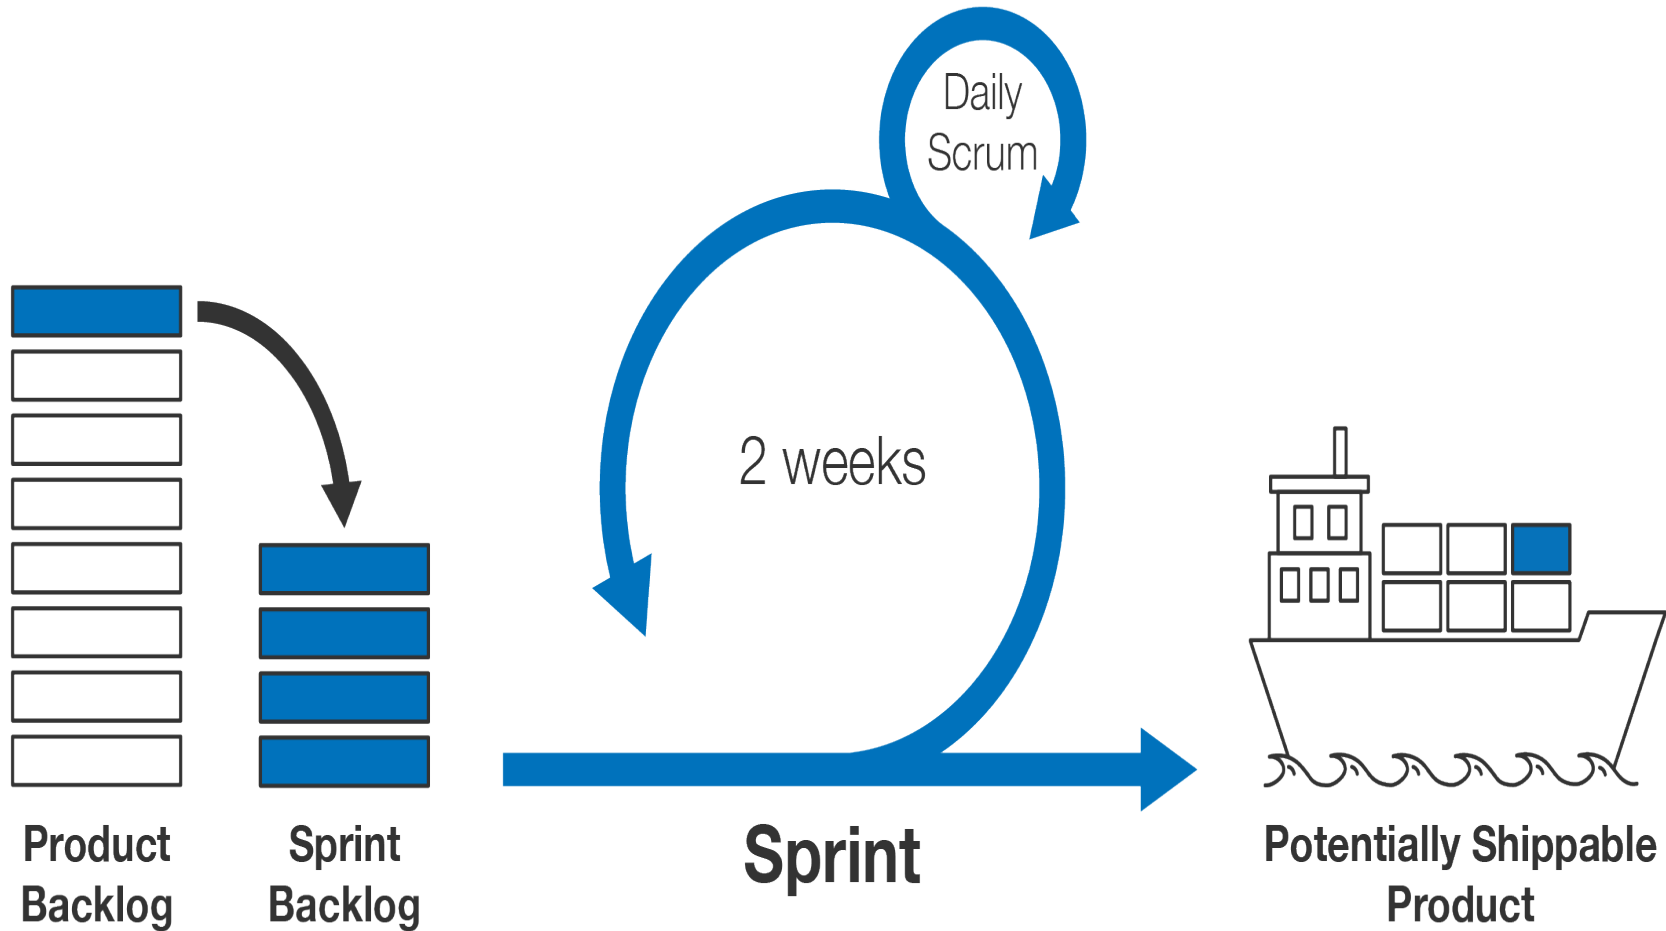 Daily
Scrum
2 weeks
Product
Backlog
Sprint
Backlog
Sprint
Potentially Shippable
Product